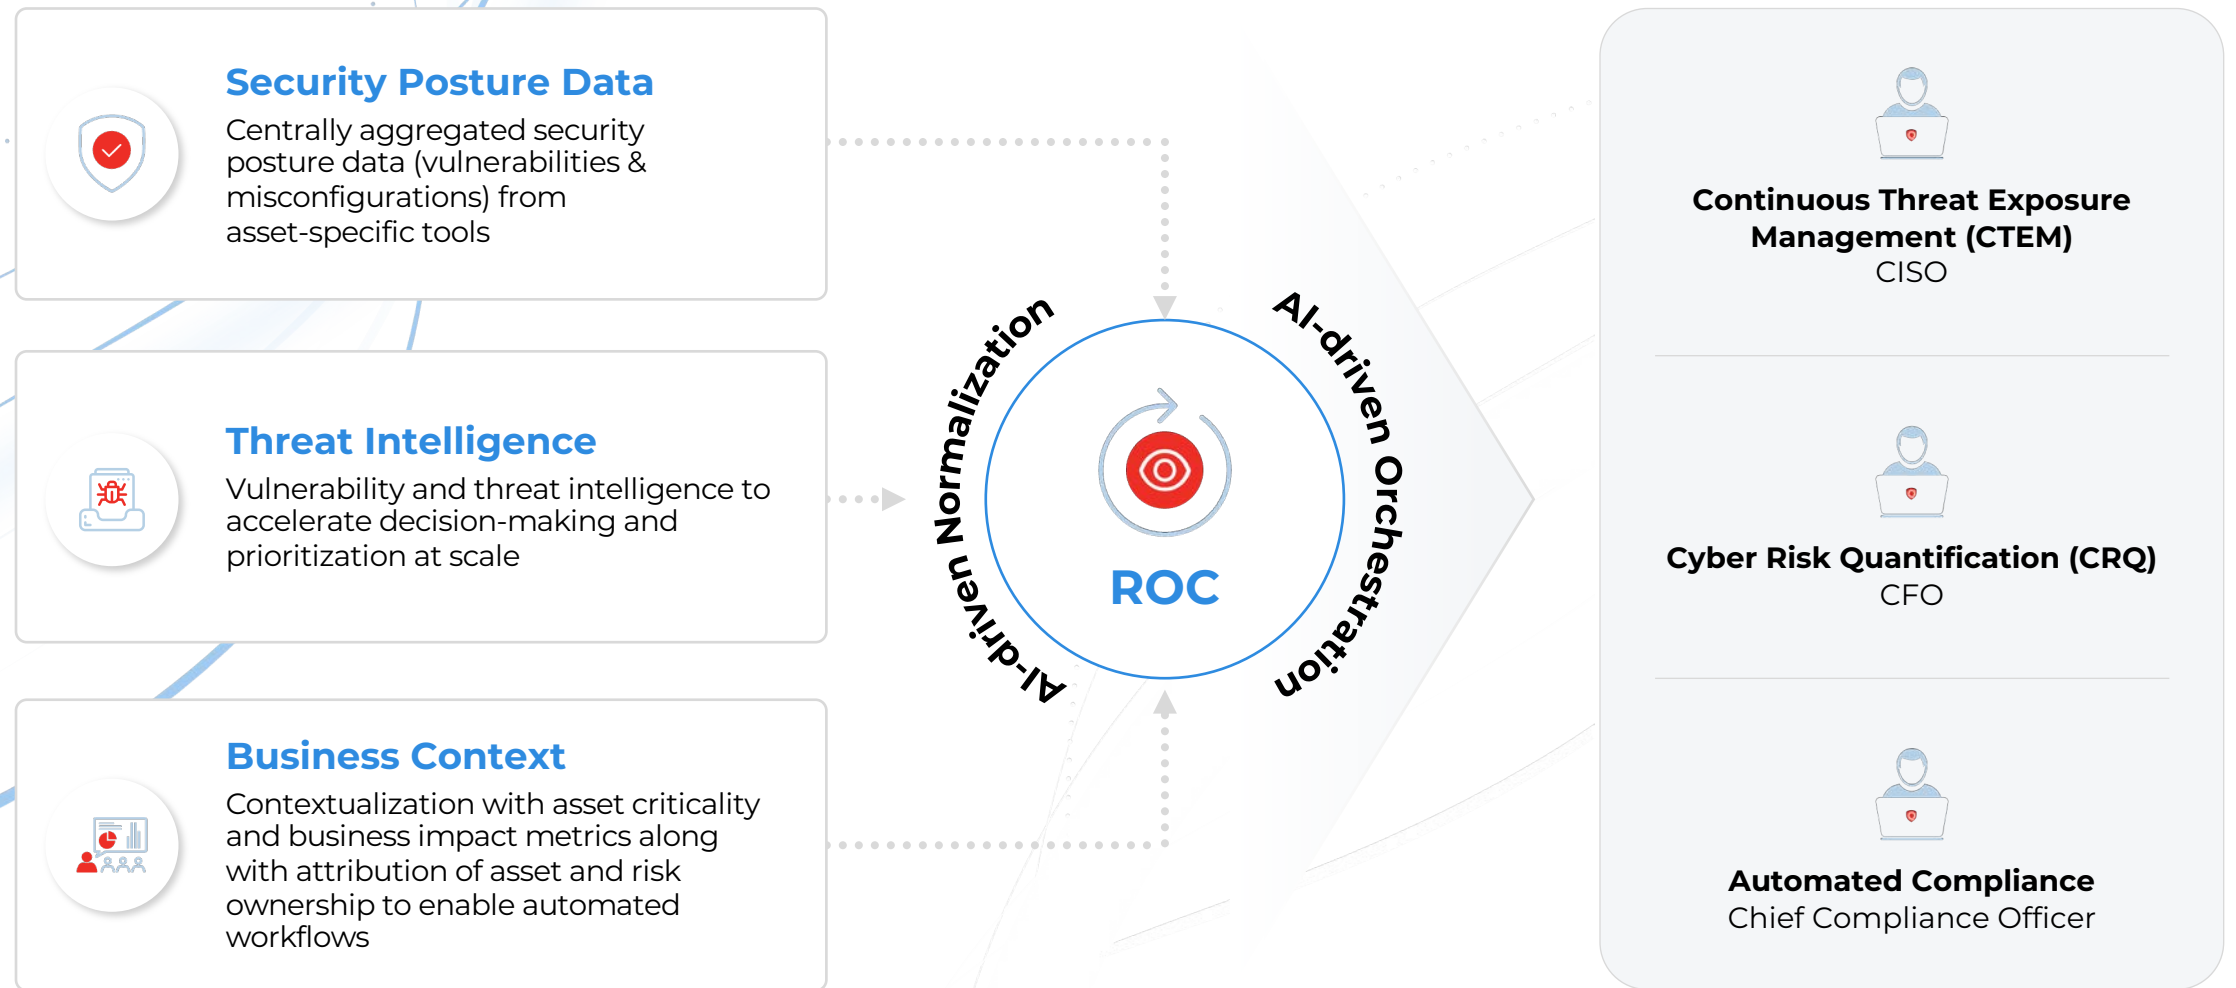 Security Posture Data
Centrally aggregated security
posture data (vulnerabilities &
misconfigurations) from
asset-specific tools
Threat Intelligence
Vulnerability and threat intelligence to
accelerate decision-making and
prioritization at scale
Business Context
Contextualization with asset criticality
and business impact metrics along
with attribution of asset and risk
ownership to enable automated
workflows
AI-driven Normalization
ROC
AI-driven Orchestration
Continuous Threat Exposure
Management (CTEM)
CISO
Cyber Risk Quantification (CRQ)
CFO
Automated Compliance
Chief Compliance Officer